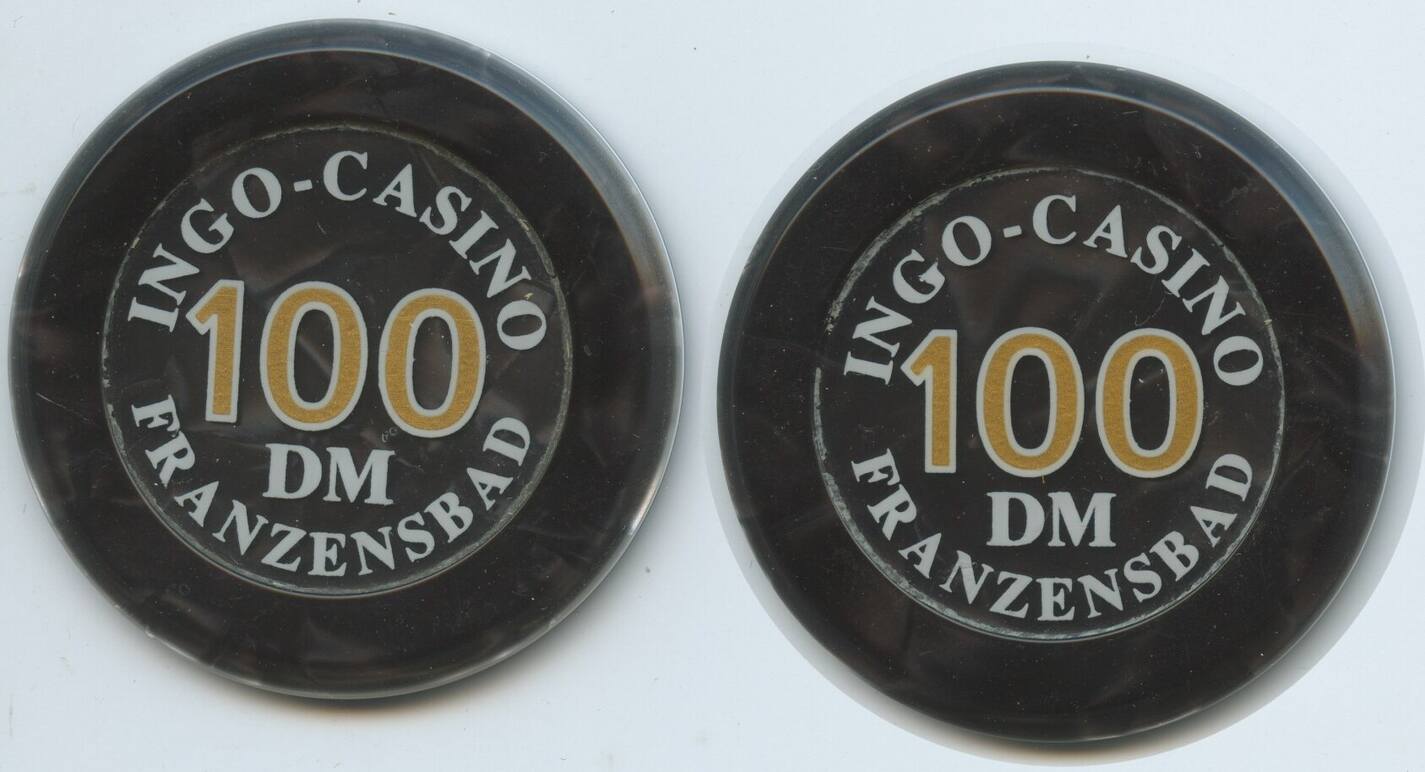 INGO-CASINO
100
DM
FRANZENSBAD
INGO-CASINO
100
DM
FRANZENSBAD